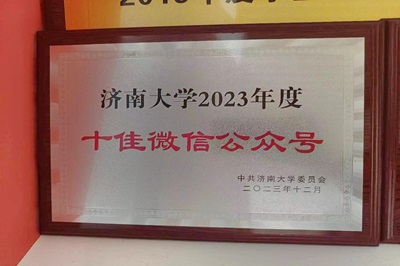 济南大学2023年度
十佳微信公众号
中共济南大学委员会
二〇二三年十二月